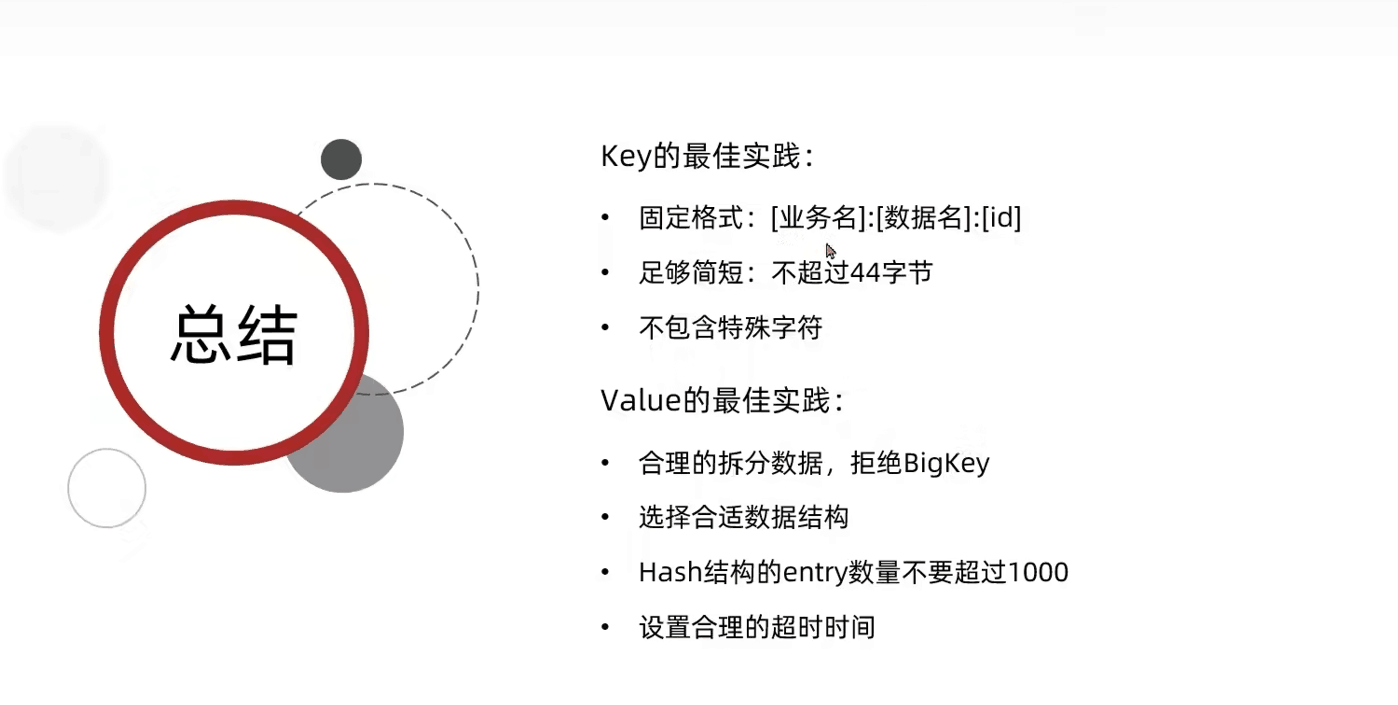 总结
Key的最佳实践：
• 固定格式：[业务名]:[数据名]:[id]
• 足够简短：不超过44字节
• 不包含特殊字符
Value的最佳实践：
• 合理的拆分数据，拒绝BigKey
• 选择合适数据结构
• Hash结构的entry数量不要超过1000
• 设置合理的超时时间